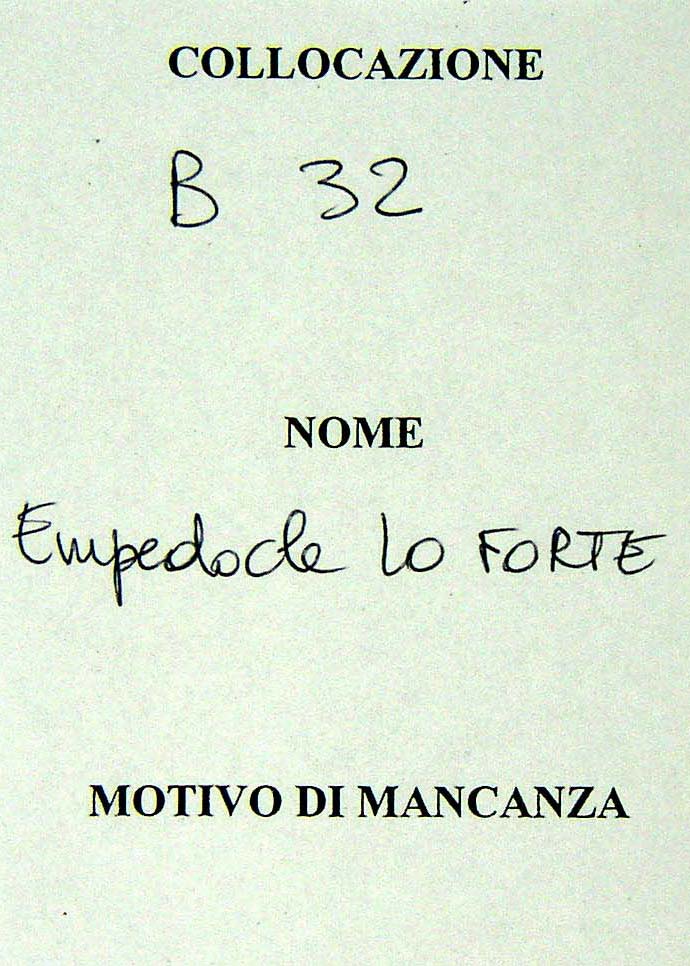 COLLOCAZIONE
B 32
NOME
Empedocle Lo FORTE
MOTIVO DI MANCANZA